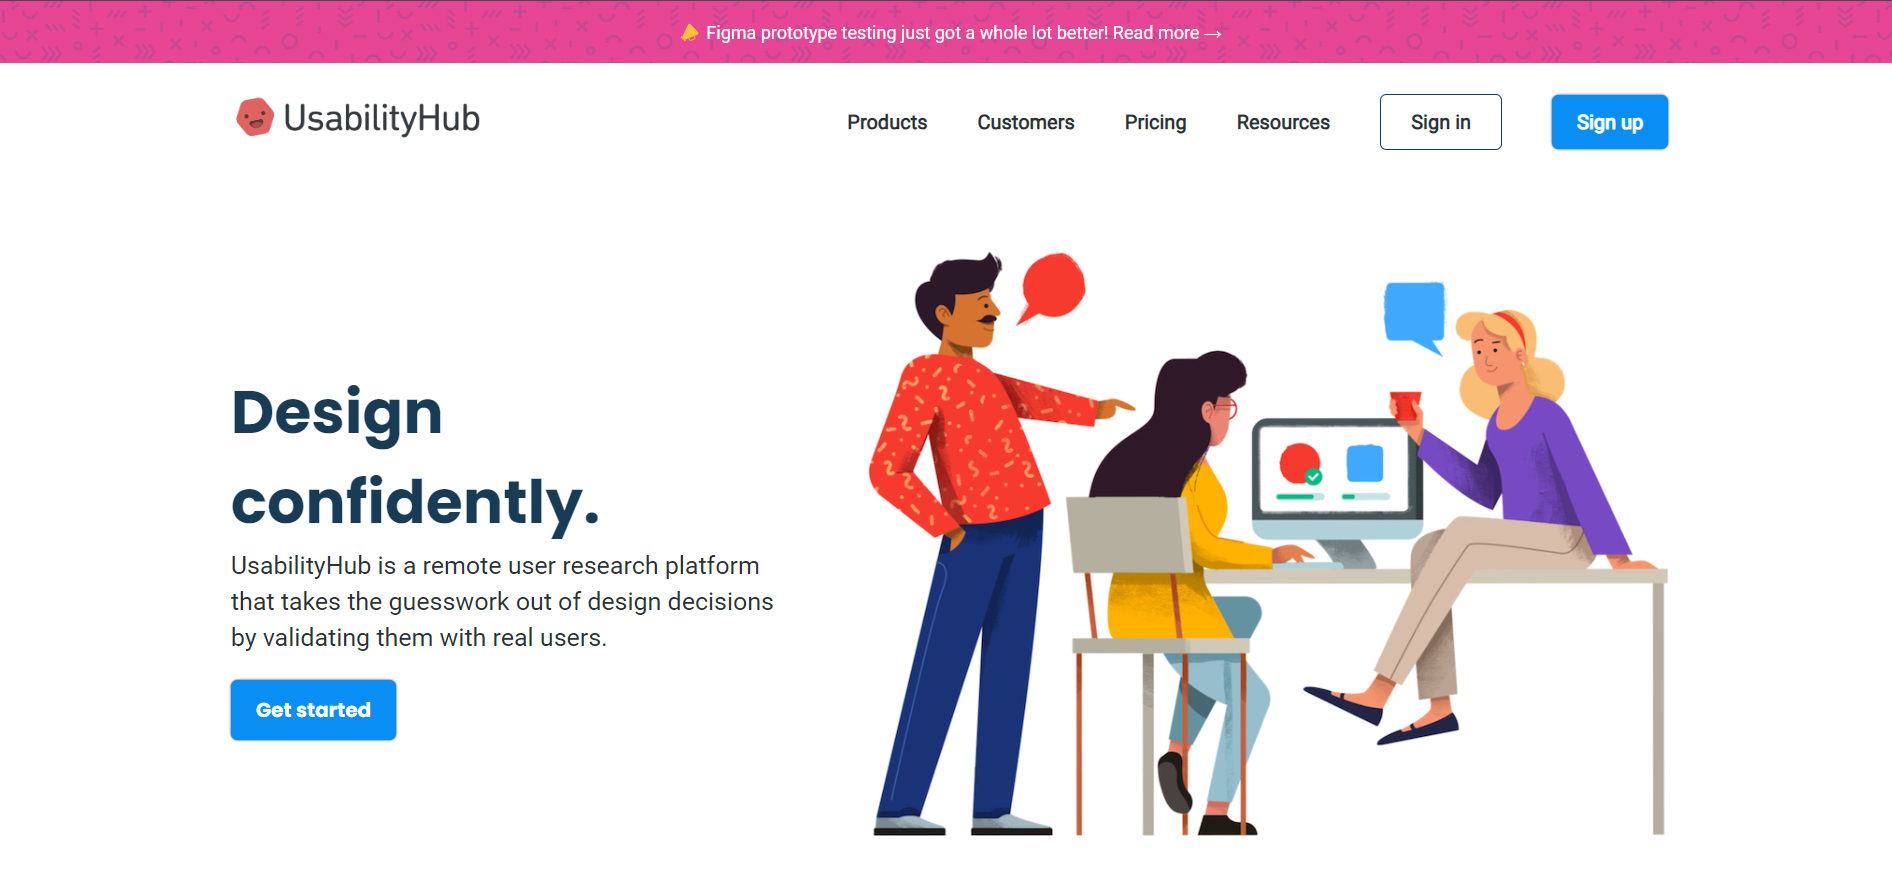 Figma prototype testing just got a whole lot better! Read more →
UsabilityHub
Products Customers Pricing Resources Sign in Sign up
Design
confidently.
UsabilityHub is a remote user research platform
that takes the guesswork out of design decisions
by validating them with real users.
Get started